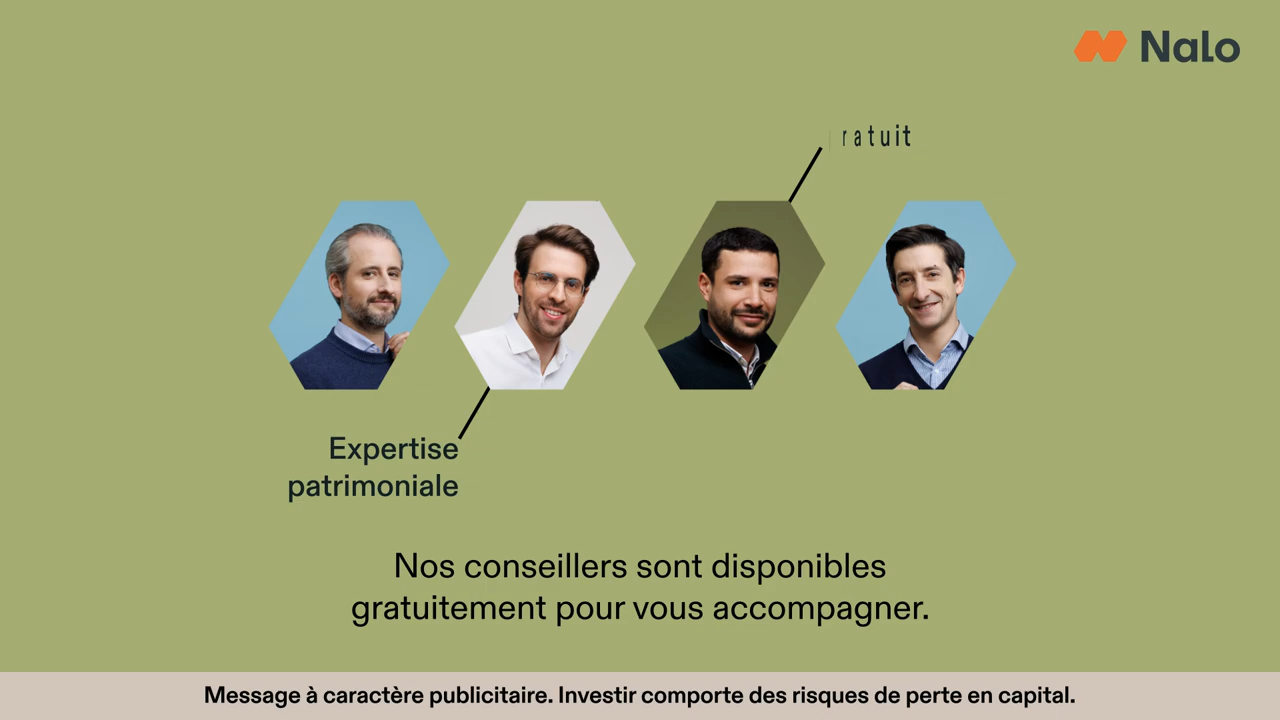 Nalo
ratuit
Expertise
patrimoniale
Nos conseillers sont disponibles
gratuitement pour vous accompagner.
Message à caractère publicitaire. Investir comporte des risques de perte en capital.